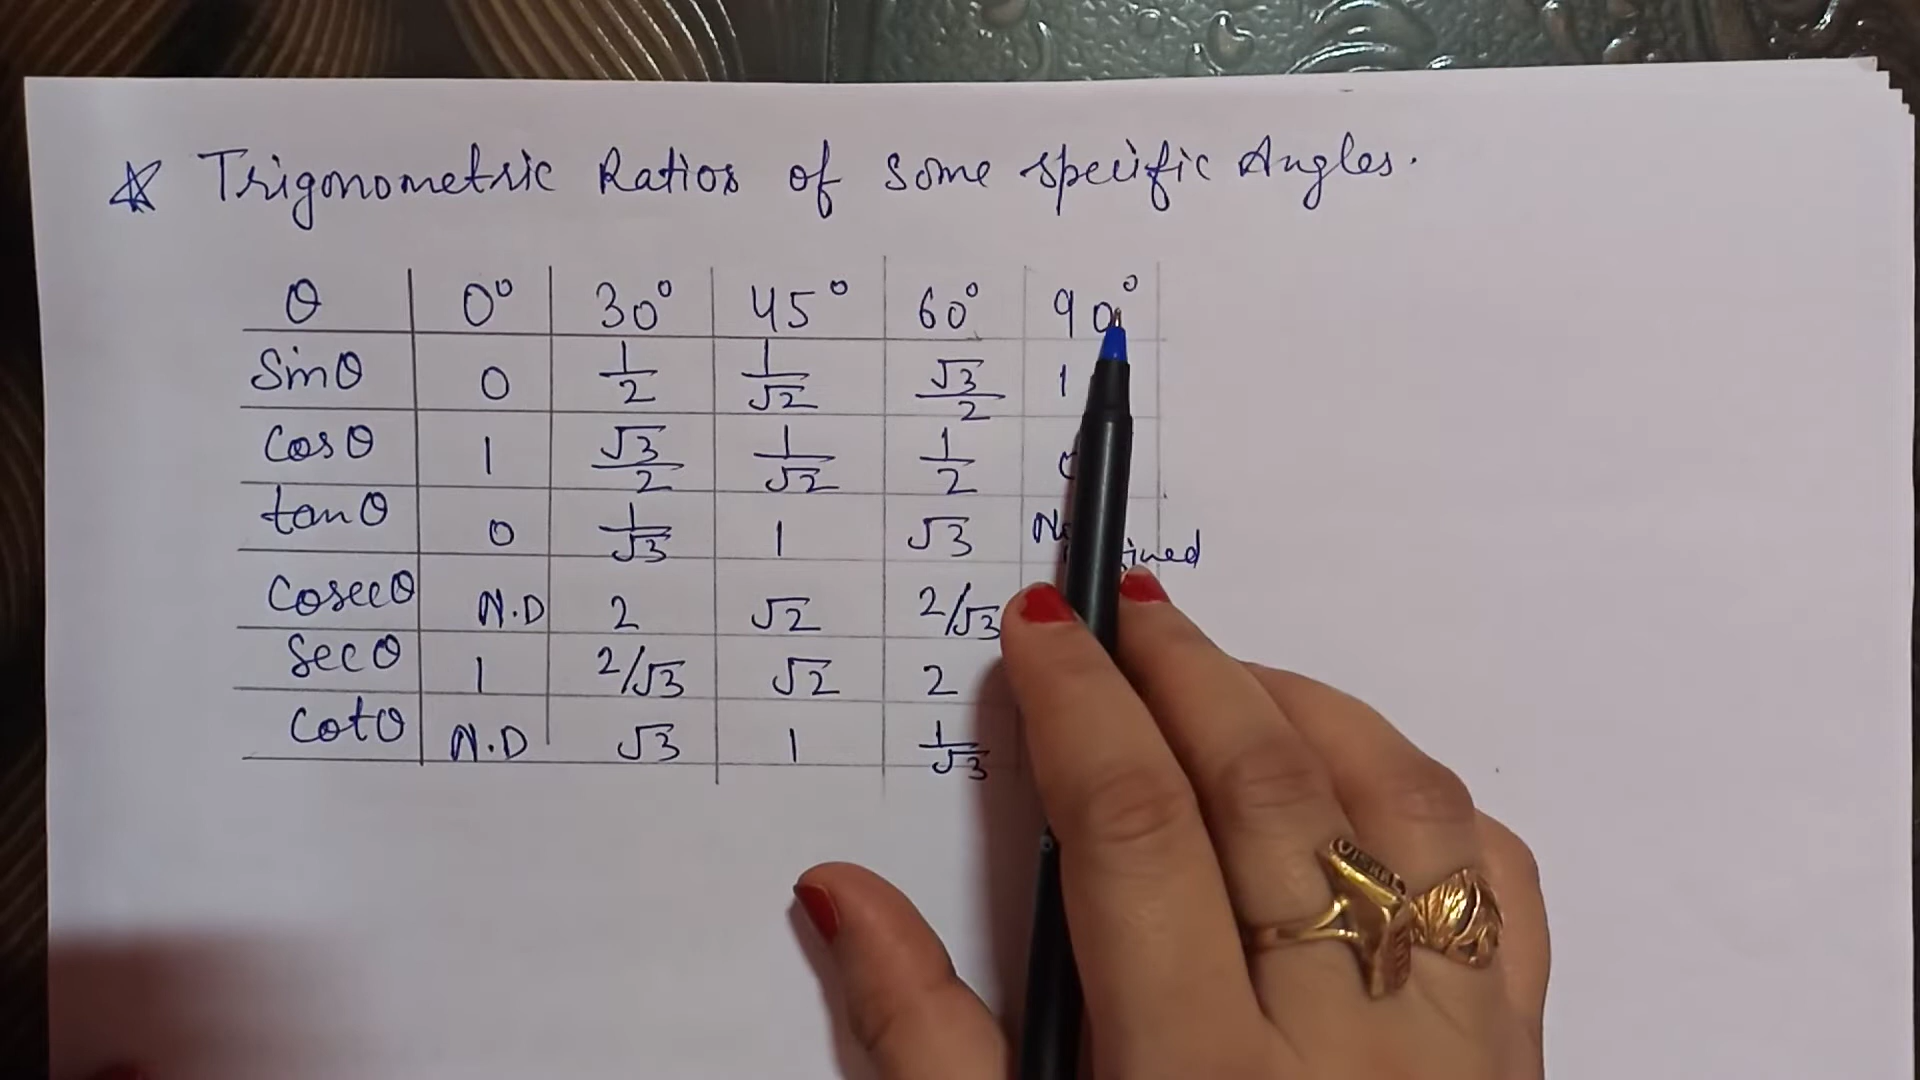 ☆ Trigonometric Ratios of Some specific Angles.
θ 0° 30° 45° 60° 90°
Sinθ 0 1/2 1/√2 √3/2 1
Cosθ 1 √3/2 1/√2 1/2
tanθ 0 1/√3 1 √3
Cosecθ N.D 2 √2 2/√3
Secθ 1 2/√3 √2 2
Cotθ N.D √3 1 1/√3